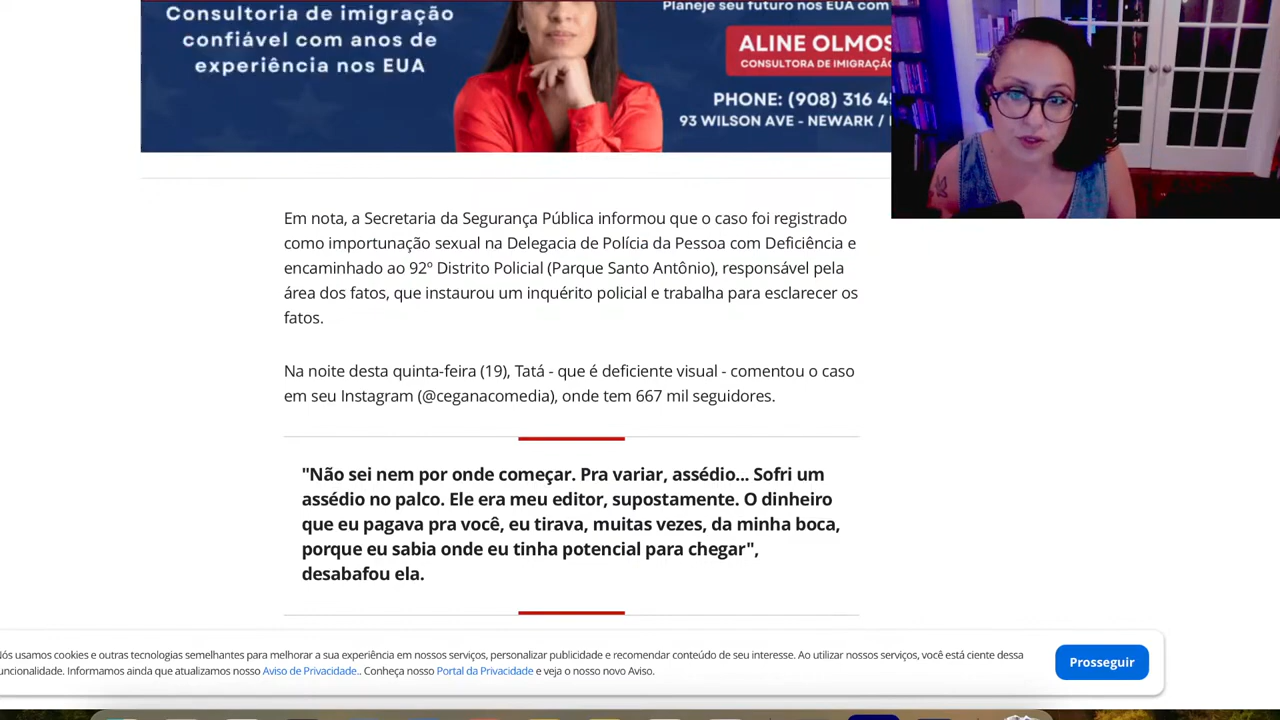 Consultoria de imigração
confiável com anos de
experiência nos EUA
Planeje seu futuro nos EUA com
ALINE OLMOS
CONSULTORA DE IMIGRAÇÃO
PHONE: (908) 316
93 WILSON AVE - NEWARK /
Em nota, a Secretaria da Segurança Pública informou que o caso foi registrado
como importunação sexual na Delegacia de Polícia da Pessoa com Deficiência e
encaminhado ao 92º Distrito Policial (Parque Santo Antônio), responsável pela
área dos fatos, que instaurou um inquérito policial e trabalha para esclarecer os
fatos.
Na noite desta quinta-feira (19), Tatá - que é deficiente visual - comentou o caso
em seu Instagram (@ceganacomedia), onde tem 667 mil seguidores.
"Não sei nem por onde começar. Pra variar, assédio... Sofri um
assédio no palco. Ele era meu editor, supostamente. O dinheiro
que eu pagava pra você, eu tirava, muitas vezes, da minha boca,
porque eu sabia onde eu tinha potencial para chegar",
desabafou ela.
Nós usamos cookies e outras tecnologias semelhantes para melhorar a sua experiência em nossos serviços, personalizar publicidade e recomendar conteúdo de seu interesse. Ao utilizar nossos serviços, você está ciente dessa
funcionalidade. Informamos ainda que atualizamos nosso Aviso de Privacidade.. Conheça nosso Portal da Privacidade e veja o nosso novo Aviso.
Prosseguir